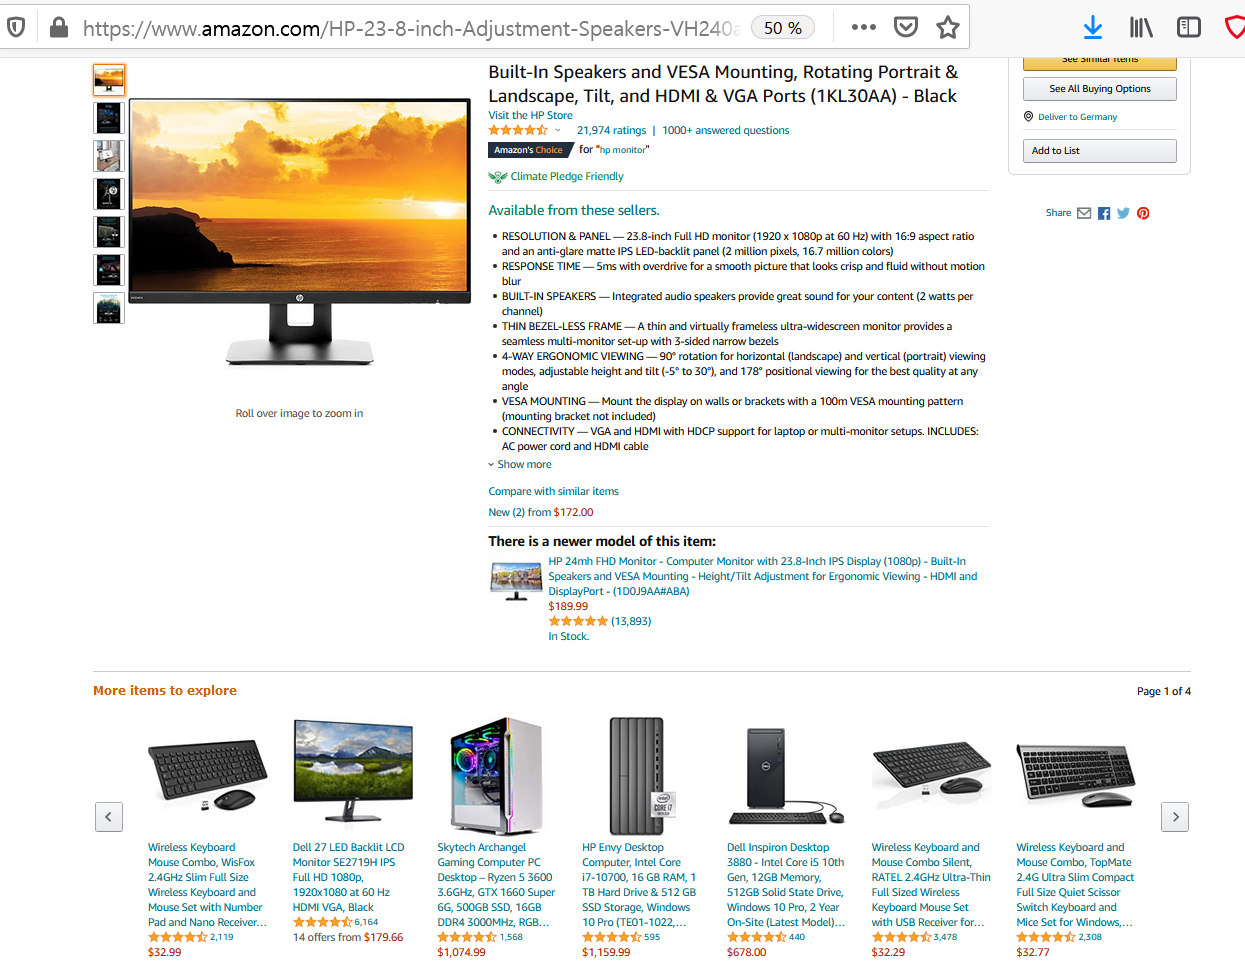 https://www.amazon.com/HP-23-8-inch-Adjustment-Speakers-VH240a
50 %
Built-In Speakers and VESA Mounting, Rotating Portrait &
Landscape, Tilt, and HDMI & VGA Ports (1KL30AA) - Black
Visit the HP Store
21,974 ratings | 1000+ answered questions
Amazon's Choice for "hp monitor"
Climate Pledge Friendly
Available from these sellers.
• RESOLUTION & PANEL — 23.8-inch Full HD monitor (1920 x 1080p at 60 Hz) with 16:9 aspect ratio
and an anti-glare matte IPS LED-backlit panel (2 million pixels, 16.7 million colors)
• RESPONSE TIME — 5ms with overdrive for a smooth picture that looks crisp and fluid without motion
blur
• BUILT-IN SPEAKERS — Integrated audio speakers provide great sound for your content (2 watts per
channel)
• THIN BEZEL-LESS FRAME — A thin and virtually frameless ultra-widescreen monitor provides a
seamless multi-monitor set-up with 3-sided narrow bezels
• 4-WAY ERGONOMIC VIEWING — 90° rotation for horizontal (landscape) and vertical (portrait) viewing
modes, adjustable height and tilt (-5° to 30°), and 178° positional viewing for the best quality at any
angle
• VESA MOUNTING — Mount the display on walls or brackets with a 100m VESA mounting pattern
(mounting bracket not included)
• CONNECTIVITY — VGA and HDMI with HDCP support for laptop or multi-monitor setups. INCLUDES:
AC power cord and HDMI cable
Show more
Compare with similar items
New (2) from $172.00
There is a newer model of this item:
HP 24mh FHD Monitor - Computer Monitor with 23.8-Inch IPS Display (1080p) - Built-In
Speakers and VESA Mounting - Height/Tilt Adjustment for Ergonomic Viewing - HDMI and
DisplayPort - (1D0J9AA#ABA)
$189.99
(13,893)
In Stock.
See Similar Items
See All Buying Options
Deliver to Germany
Add to List
Share
hp
Roll over image to zoom in
More items to explore
Page 1 of 4
Wireless Keyboard
Mouse Combo, WisFox
2.4GHz Slim Full Size
Wireless Keyboard and
Mouse Set with Number
Pad and Nano Receiver...
2,119
$32.99
Dell 27 LED Backlit LCD
Monitor SE2719H IPS
Full HD 1080p,
1920x1080 at 60 Hz
HDMI VGA, Black
6,164
14 offers from $179.66
Skytech Archangel
Gaming Computer PC
Desktop – Ryzen 5 3600
3.6GHz, GTX 1660 Super
6G, 500GB SSD, 16GB
DDR4 3000MHz, RGB...
1,568
$1,074.99
CORE i7
HP Envy Desktop
Computer, Intel Core
i7-10700, 16 GB RAM, 1
TB Hard Drive & 512 GB
SSD Storage, Windows
10 Pro (TE01-1022,...
595
$1,159.99
DELL
Dell Inspiron Desktop
3880 - Intel Core i5 10th
Gen, 12GB Memory,
512GB Solid State Drive,
Windows 10 Pro, 2 Year
On-Site (Latest Model)...
440
$678.00
Wireless Keyboard and
Mouse Combo Silent,
RATEL 2.4GHz Ultra-Thin
Full Sized Wireless
Keyboard Mouse Set
with USB Receiver for...
3,478
$32.29
Wireless Keyboard and
Mouse Combo, TopMate
2.4G Ultra Slim Compact
Full Size Quiet Scissor
Switch Keyboard and
Mice Set for Windows,...
2,308
$32.77